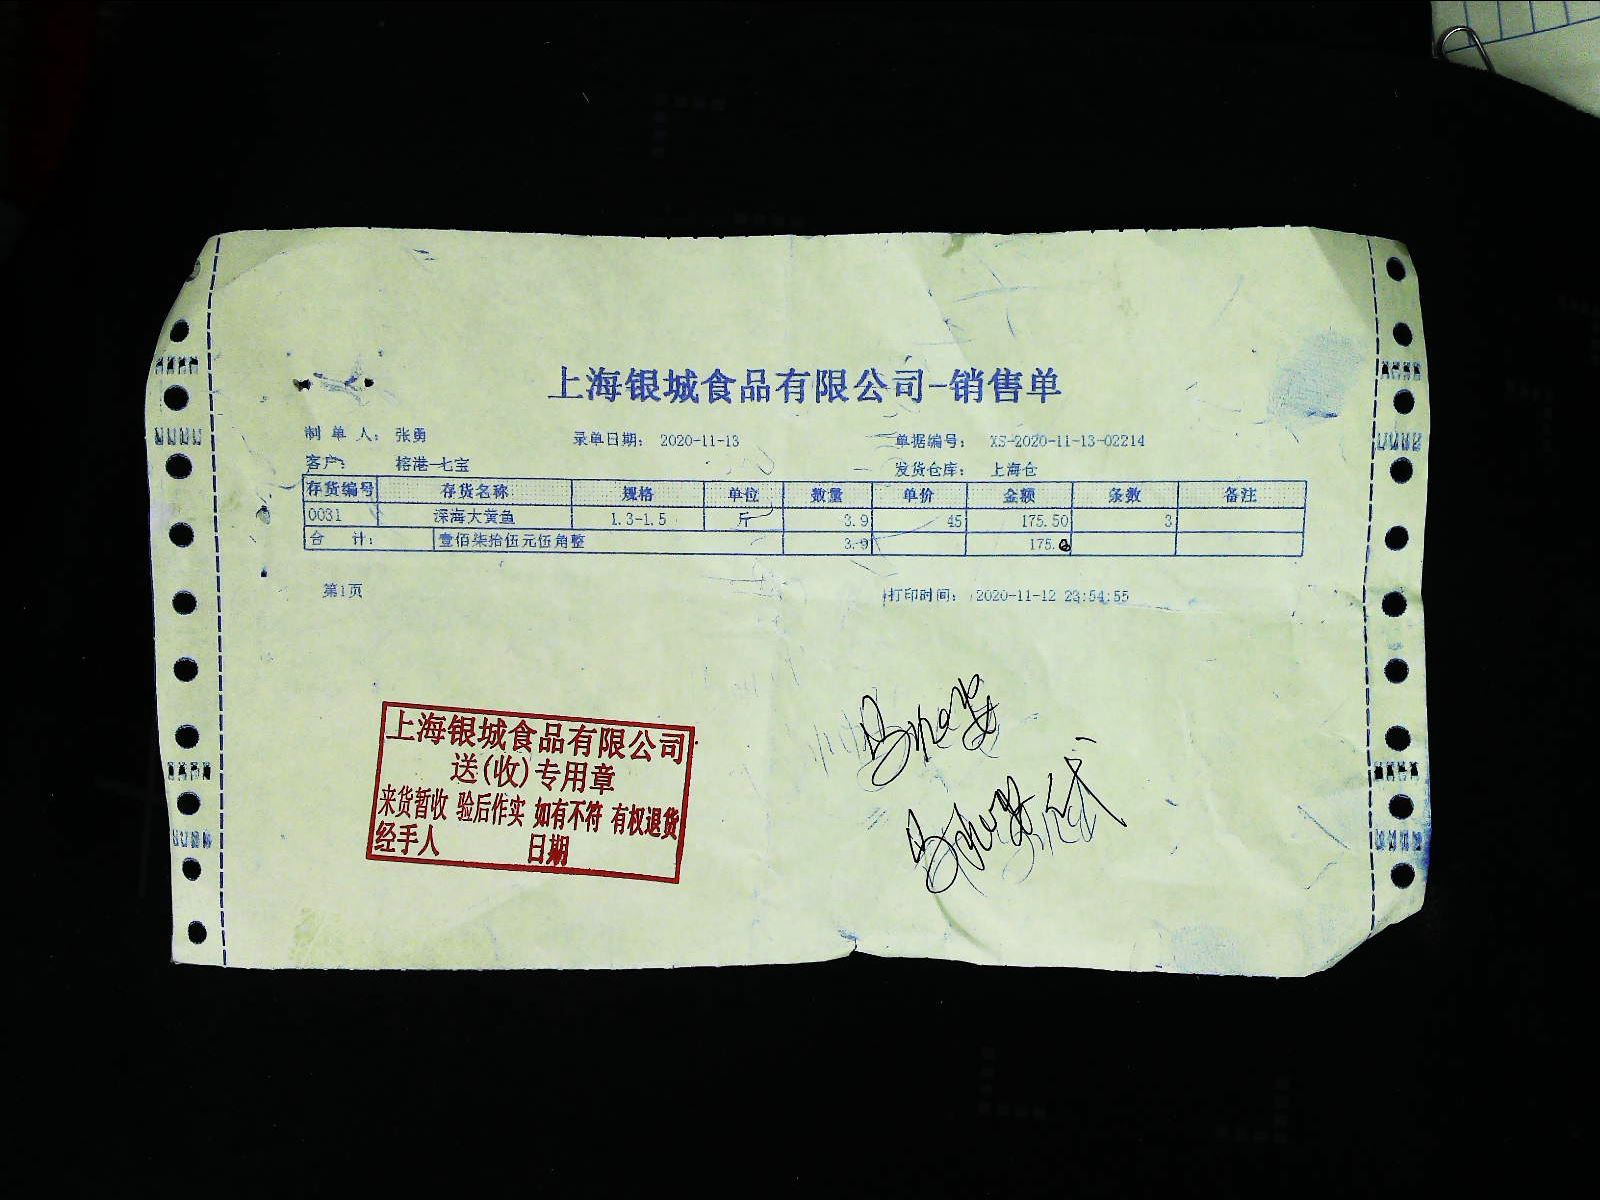 上海银城食品有限公司-销售单
制 单 人： 张勇 录单日期： 2020-11-13 单据编号： XS-2020-11-13-02214
客户： 榕港-七宝 发货仓库： 上海仓
存货编号 存货名称 规格 单位 数量 单价 金额 条数 备注
0031 深海大黄鱼 1.3-1.5 斤 3.9 45 175.50 3
合 计： 壹佰柒拾伍元伍角整 3.9 175.
第1页 打印时间： 2020-11-12 23:54:55
上海银城食品有限公司
送(收)专用章
来货暂收 验后作实 如有不符 有权退货
经手人 日期